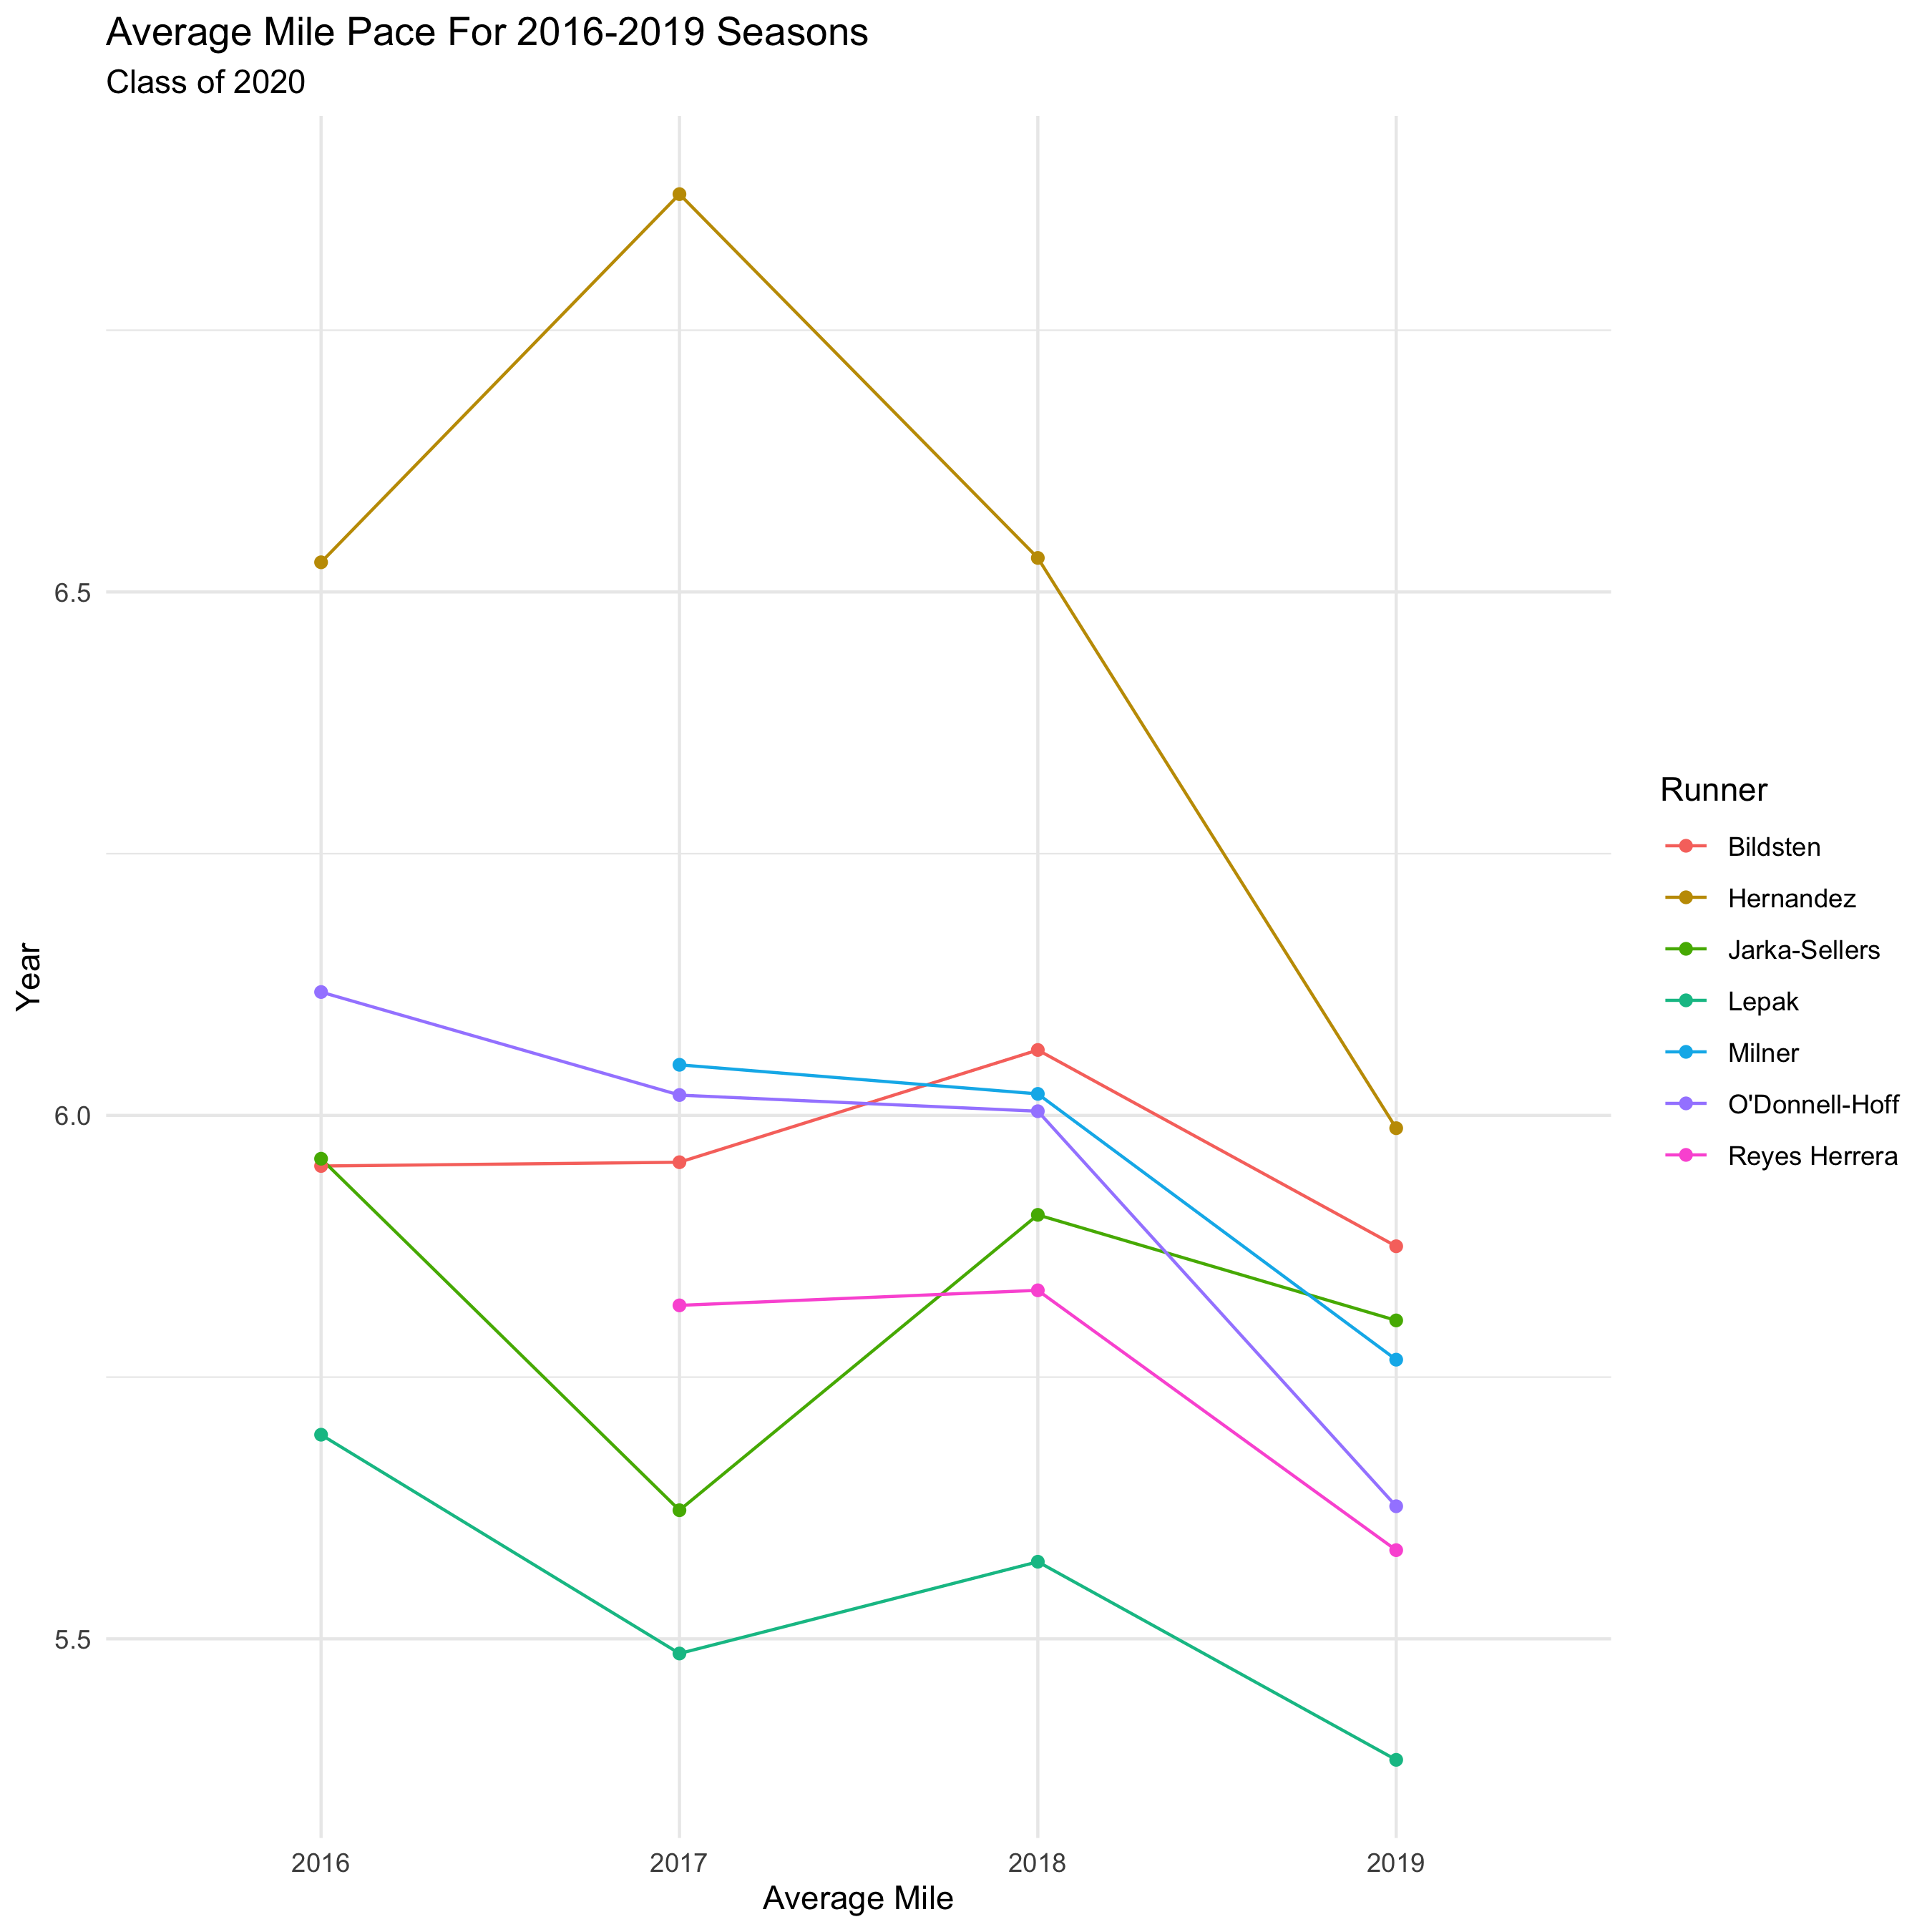 Average Mile Pace For 2016-2019 Seasons
Class of 2020
Year
6.5
6.0
5.5
2016
2017
2018
2019
Average Mile
Runner
Bildsten
Hernandez
Jarka-Sellers
Lepak
Milner
O'Donnell-Hoff
Reyes Herrera